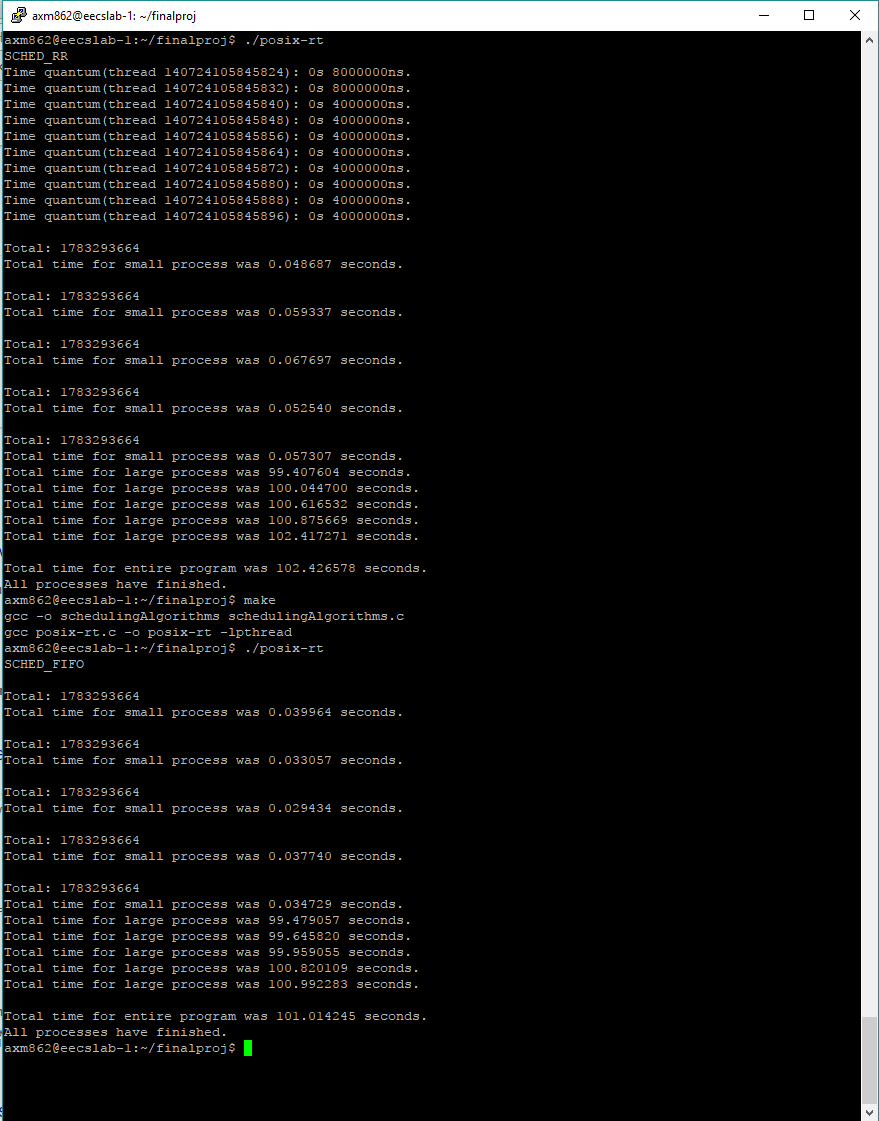 axm862@eecslab-1: ~/finalproj
axm862@eecslab-1:~/finalproj$ ./posix-rt
SCHED_RR
Time quantum(thread 140724105845824): 0s 8000000ns.
Time quantum(thread 140724105845832): 0s 8000000ns.
Time quantum(thread 140724105845840): 0s 4000000ns.
Time quantum(thread 140724105845848): 0s 4000000ns.
Time quantum(thread 140724105845856): 0s 4000000ns.
Time quantum(thread 140724105845864): 0s 4000000ns.
Time quantum(thread 140724105845872): 0s 4000000ns.
Time quantum(thread 140724105845880): 0s 4000000ns.
Time quantum(thread 140724105845888): 0s 4000000ns.
Time quantum(thread 140724105845896): 0s 4000000ns.
Total: 1783293664
Total time for small process was 0.048687 seconds.
Total: 1783293664
Total time for small process was 0.059337 seconds.
Total: 1783293664
Total time for small process was 0.067697 seconds.
Total: 1783293664
Total time for small process was 0.052540 seconds.
Total: 1783293664
Total time for small process was 0.057307 seconds.
Total time for large process was 99.407604 seconds.
Total time for large process was 100.044700 seconds.
Total time for large process was 100.616532 seconds.
Total time for large process was 100.875669 seconds.
Total time for large process was 102.417271 seconds.
Total time for entire program was 102.426578 seconds.
All processes have finished.
axm862@eecslab-1:~/finalproj$ make
gcc -o schedulingAlgorithms schedulingAlgorithms.c
gcc posix-rt.c -o posix-rt -lpthread
axm862@eecslab-1:~/finalproj$ ./posix-rt
SCHED_FIFO
Total: 1783293664
Total time for small process was 0.039964 seconds.
Total: 1783293664
Total time for small process was 0.033057 seconds.
Total: 1783293664
Total time for small process was 0.029434 seconds.
Total: 1783293664
Total time for small process was 0.037740 seconds.
Total: 1783293664
Total time for small process was 0.034729 seconds.
Total time for large process was 99.479057 seconds.
Total time for large process was 99.645820 seconds.
Total time for large process was 99.959055 seconds.
Total time for large process was 100.820109 seconds.
Total time for large process was 100.992283 seconds.
Total time for entire program was 101.014245 seconds.
All processes have finished.
axm862@eecslab-1:~/finalproj$